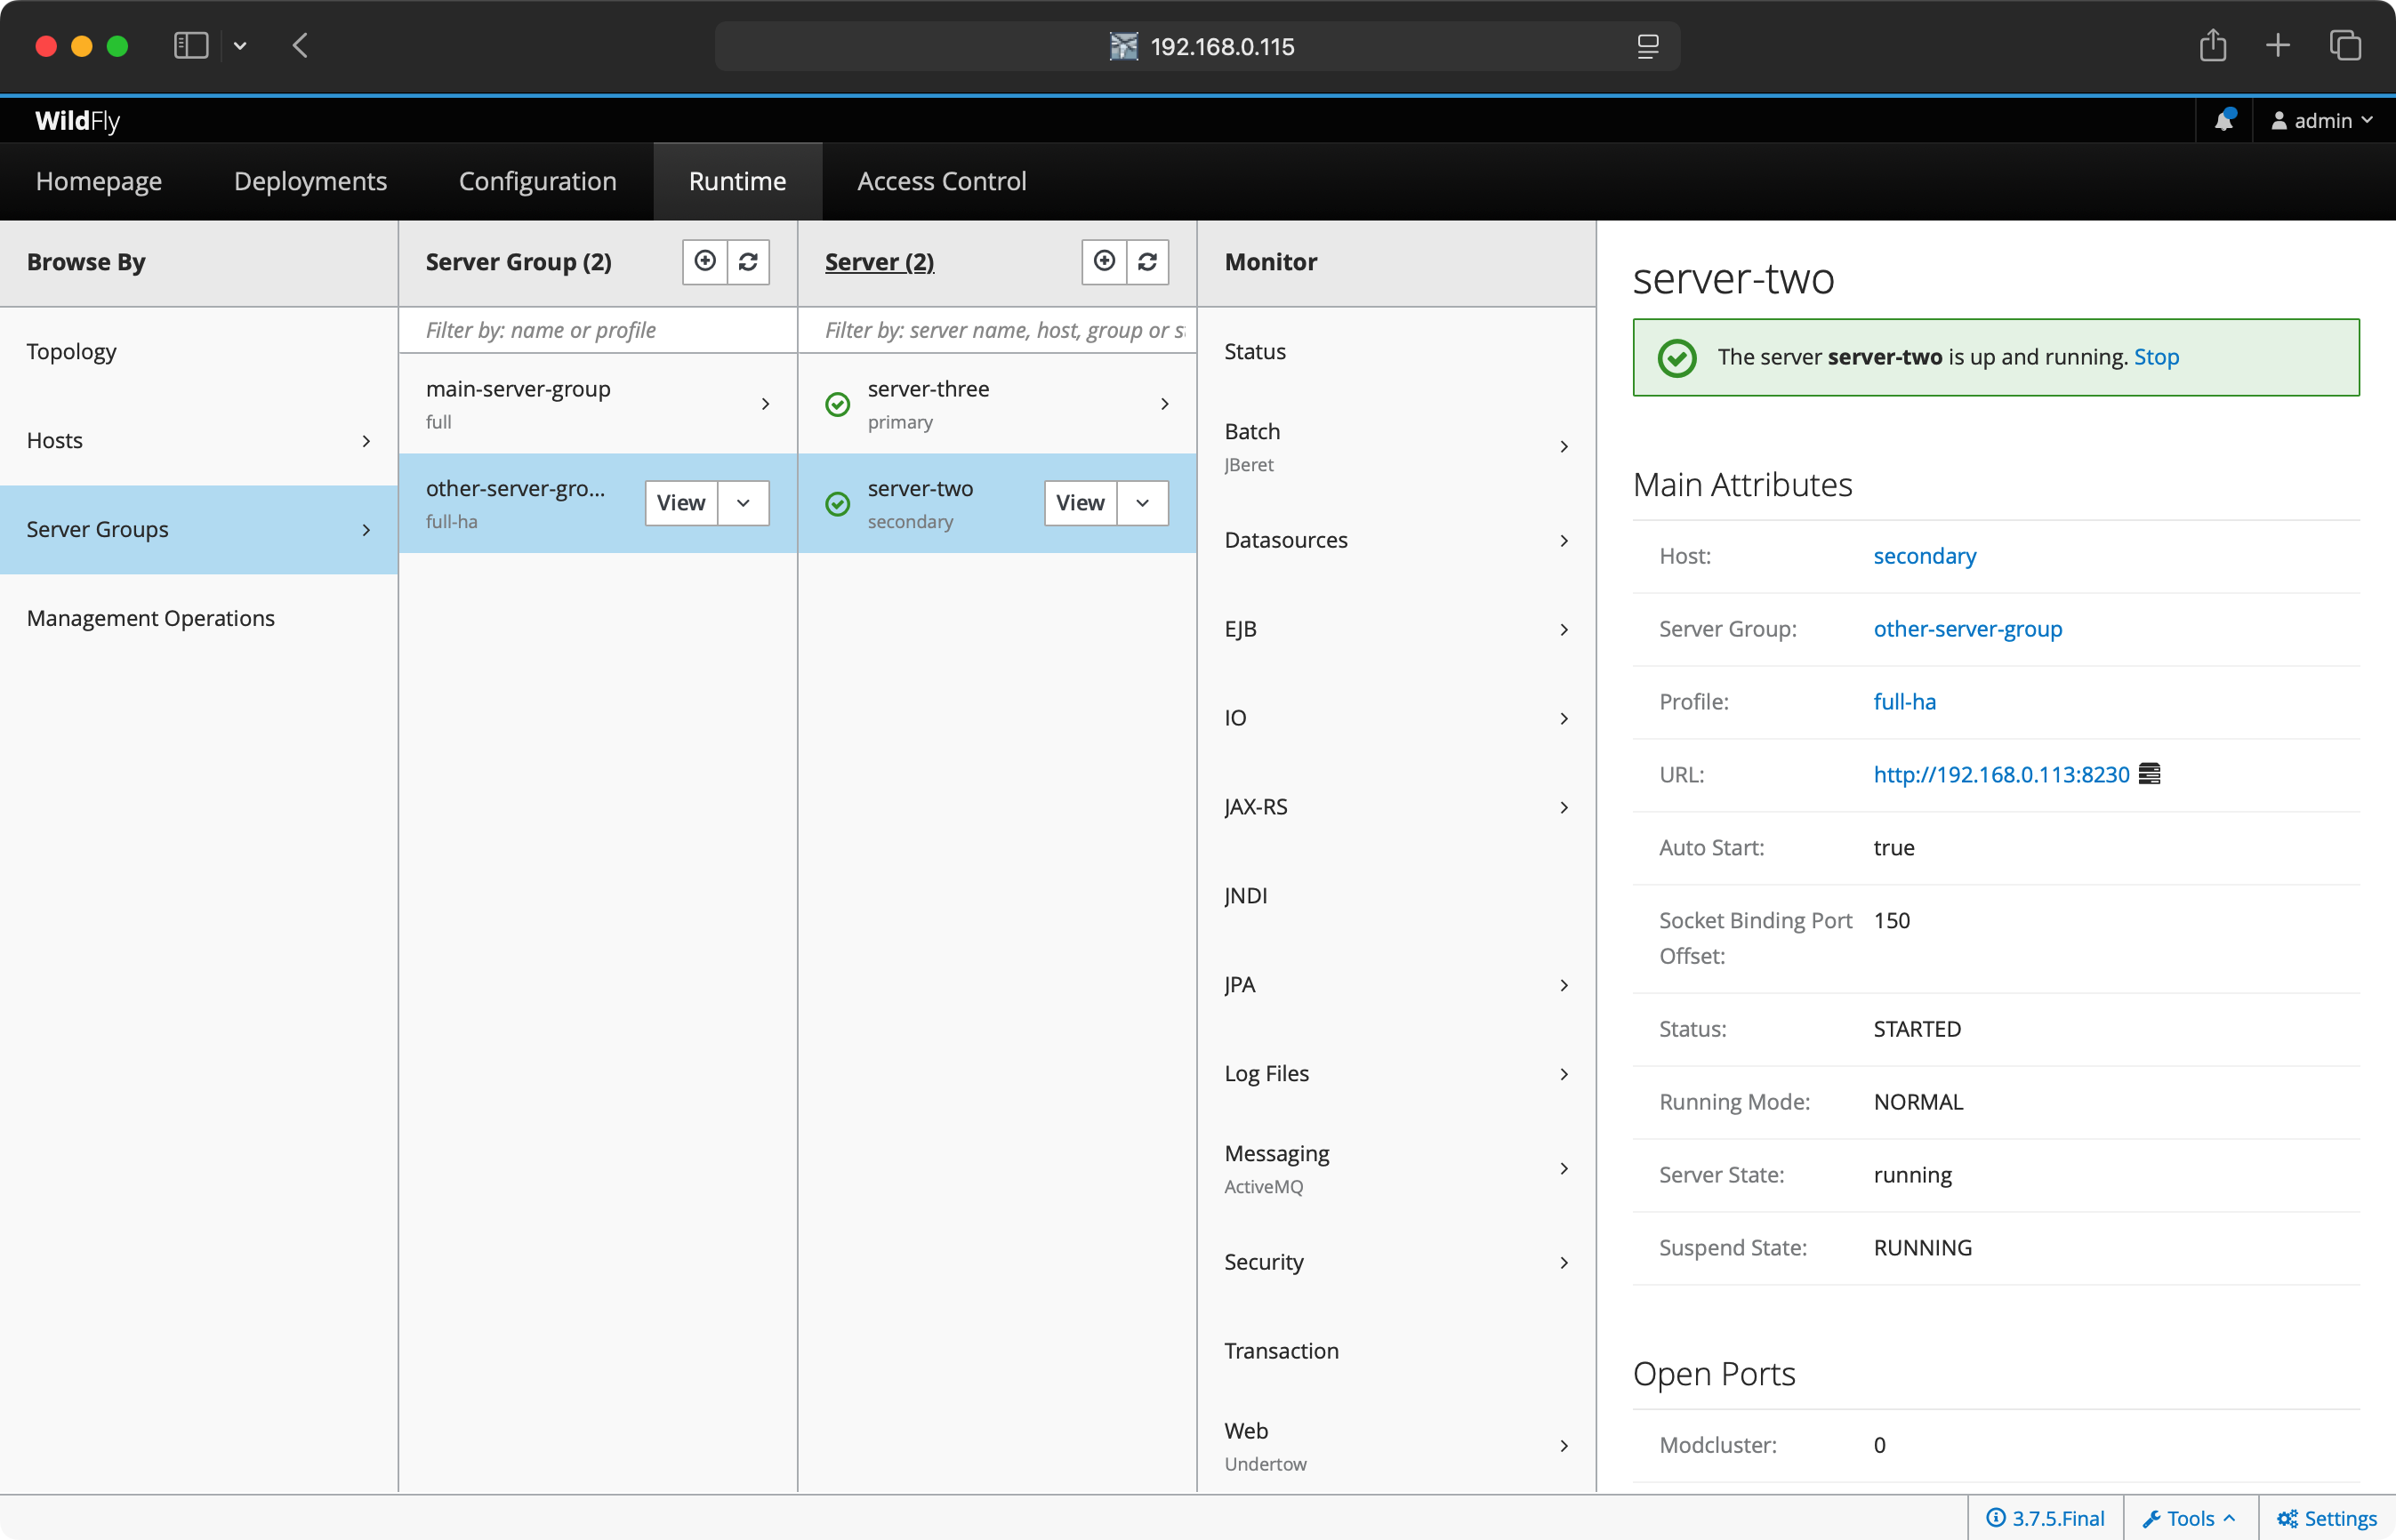 192.168.0.115
WildFly
admin
Homepage
Deployments
Configuration
Runtime
Access Control
Browse By
Topology
Hosts
Server Groups
Management Operations
Server Group (2)
Filter by: name or profile
main-server-group
full
other-server-gro...
full-ha
View
Server (2)
Filter by: server name, host, group or s
server-three
primary
server-two
secondary
View
Monitor
Status
Batch
JBeret
Datasources
EJB
IO
JAX-RS
JNDI
JPA
Log Files
Messaging
ActiveMQ
Security
Transaction
Web
Undertow
server-two
The server server-two is up and running. Stop
Main Attributes
Host: secondary
Server Group: other-server-group
Profile: full-ha
URL: http://192.168.0.113:8230
Auto Start: true
Socket Binding Port 150
Offset:
Status: STARTED
Running Mode: NORMAL
Server State: running
Suspend State: RUNNING
Open Ports
Modcluster: 0
3.7.5.Final
Tools
Settings